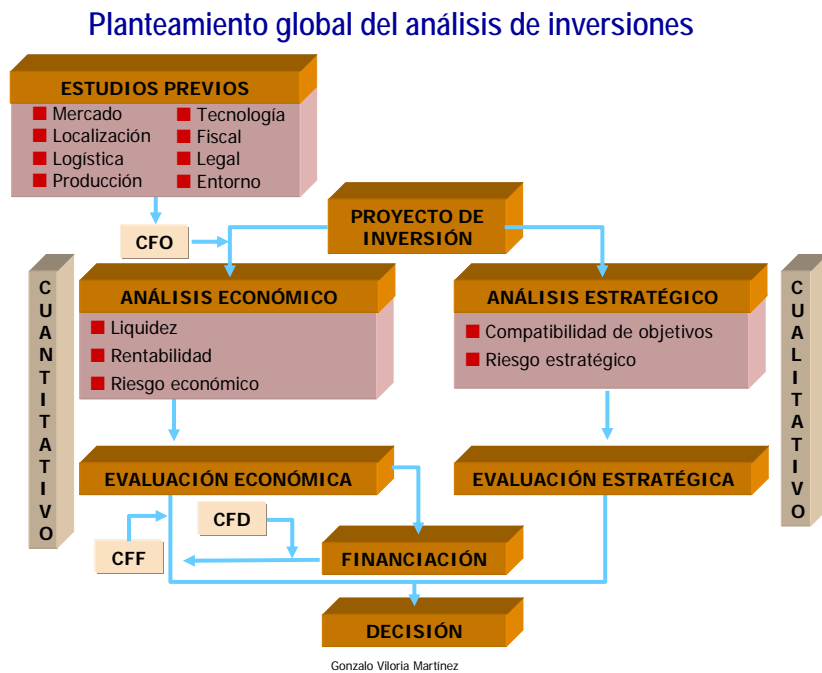 Planteamiento global del análisis de inversiones
ESTUDIOS PREVIOS
Mercado
Localización
Logística
Producción
Tecnología
Fiscal
Legal
Entorno
CFO
PROYECTO DE
INVERSIÓN
CUANTITATIVO
ANÁLISIS ECONÓMICO
Liquidez
Rentabilidad
Riesgo económico
ANÁLISIS ESTRATÉGICO
Compatibilidad de objetivos
Riesgo estratégico
CUALITATIVO
EVALUACIÓN ECONÓMICA
EVALUACIÓN ESTRATÉGICA
CFD
CFF
FINANCIACIÓN
DECISIÓN
Gonzalo Viloria Martínez